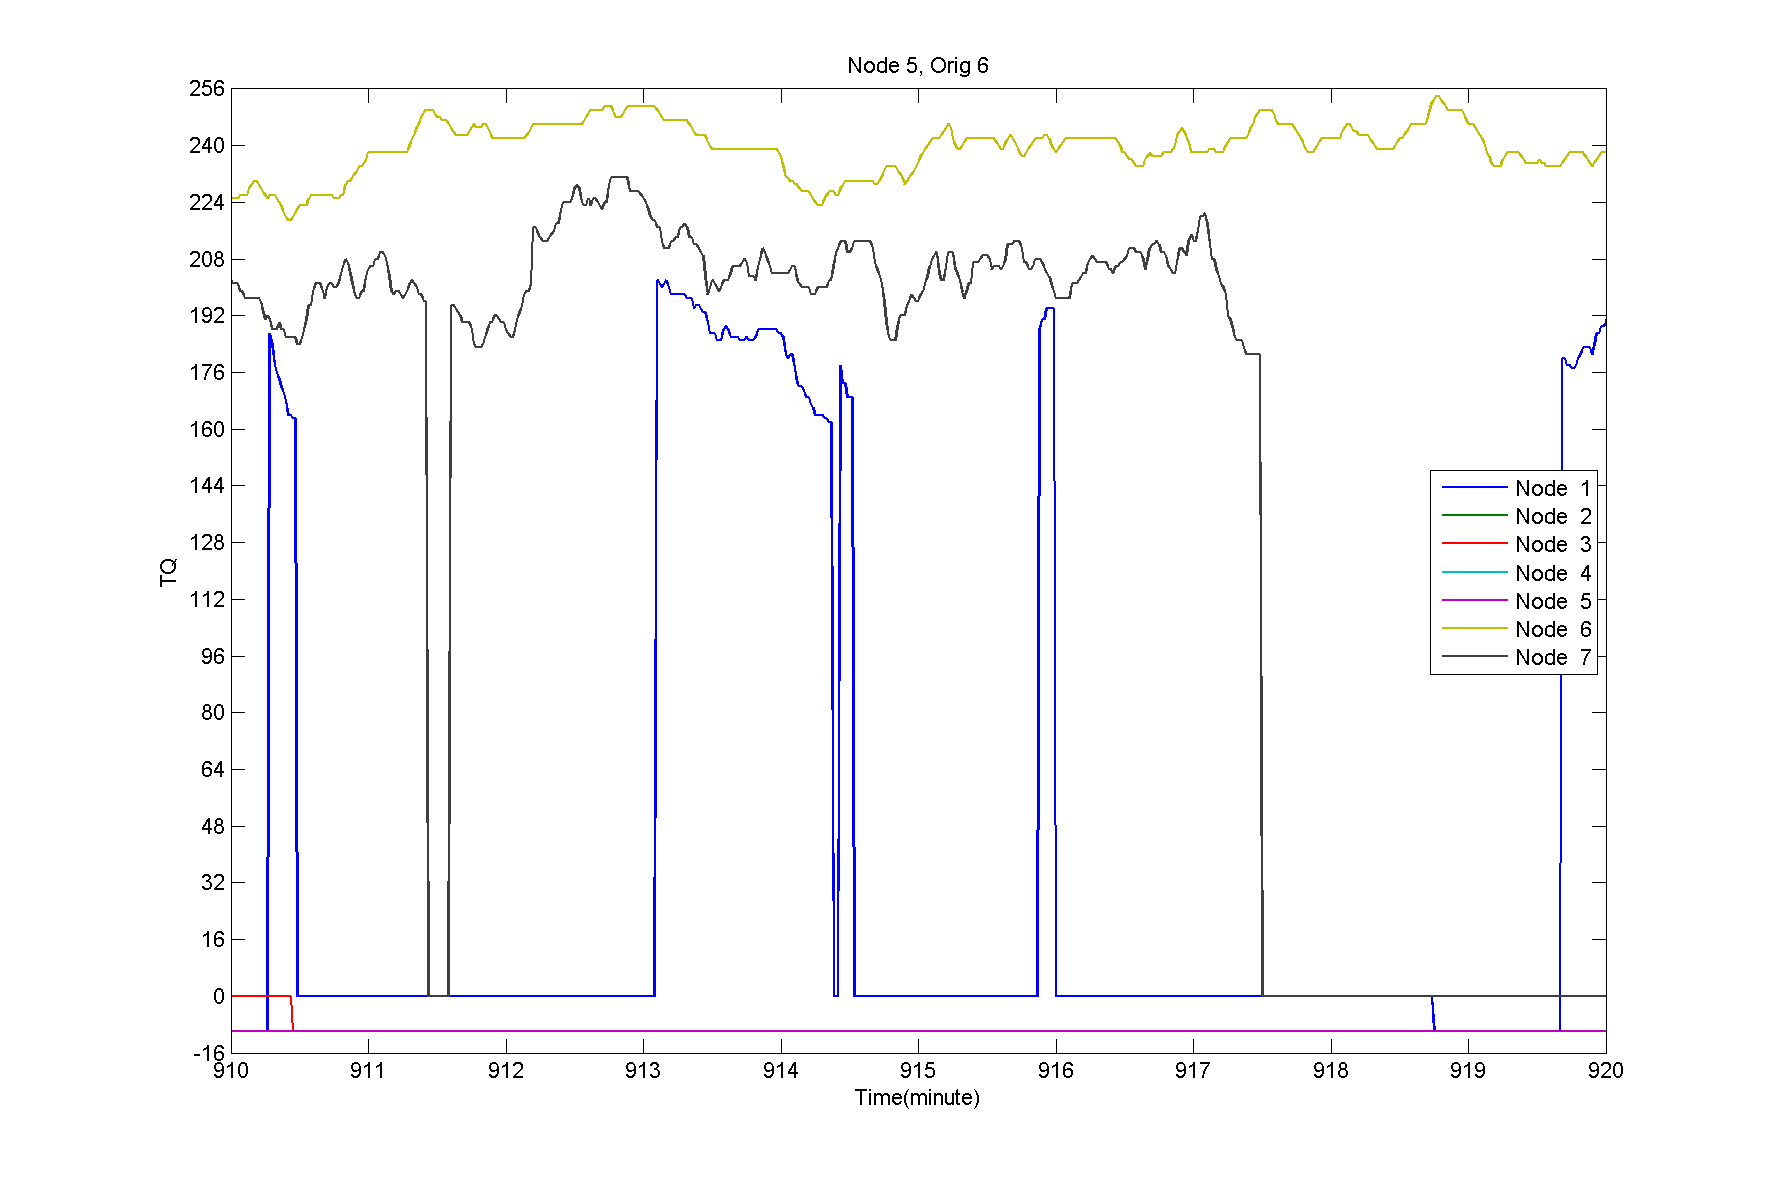 Node 5, Orig 6
256
240
224
208
192
176
160
144
128
112
96
80
64
48
32
16
0
-16
TQ
Node 1
Node 2
Node 3
Node 4
Node 5
Node 6
Node 7
910 911 912 913 914 915 916 917 918 919 920
Time(minute)